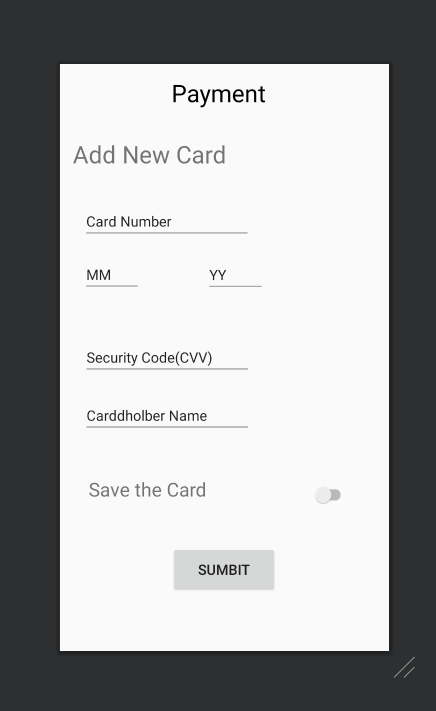 Payment
Add New Card
Card Number
MM YY
Security Code(CVV)
Carddholber Name
Save the Card
SUMBIT